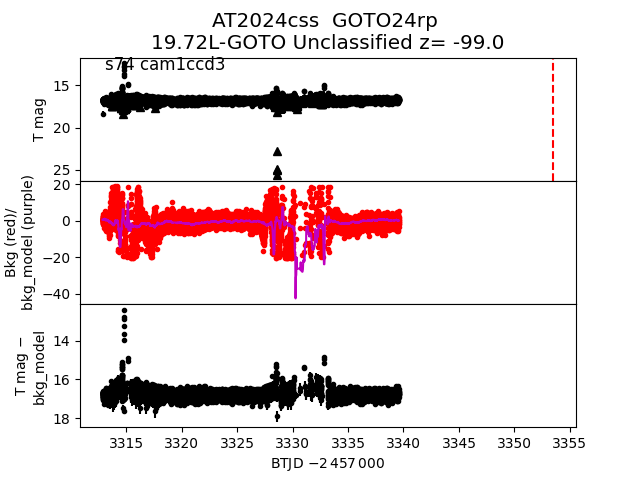 AT2024css  GOTO24rp
19.72L-GOTO Unclassified z= -99.0
s74 cam1ccd3
T mag
15
20
25
Bkg (red)/
bkg_model (purple)
20
0
−20
−40
T mag −
bkg_model
14
16
18
3315
3320
3325
3330
3335
3340
3345
3350
3355
BTJD −2 457 000